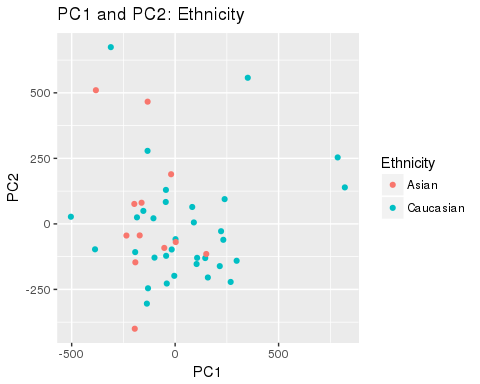 PC1 and PC2: Ethnicity
PC2
500
250
0
-250
-500
0
500
PC1
Ethnicity
Asian
Caucasian